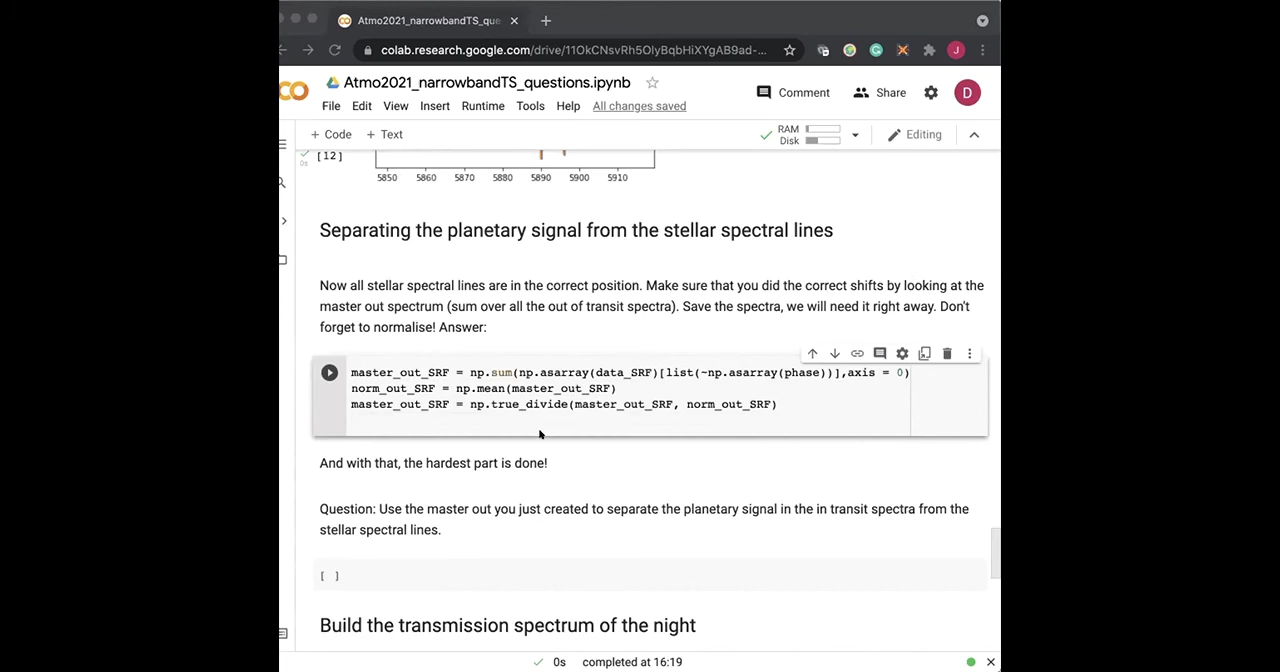 Atmo2021_narrowbandTS_que
colab.research.google.com/drive/11OkCNsvRh5OlyBqbHiXYgAB9ad-...
J
Atmo2021_narrowbandTS_questions.ipynb
Comment
Share
D
File Edit View Insert Runtime Tools Help All changes saved
+ Code + Text
RAM
Disk
Editing
0s
[12]
5850 5860 5870 5880 5890 5900 5910
Separating the planetary signal from the stellar spectral lines
Now all stellar spectral lines are in the correct position. Make sure that you did the correct shifts by looking at the
master out spectrum (sum over all the out of transit spectra). Save the spectra, we will need it right away. Don't
forget to normalise! Answer:
master_out_SRF = np.sum(np.asarray(data_SRF)[list(~np.asarray(phase))],axis = 0)
norm_out_SRF = np.mean(master_out_SRF)
master_out_SRF = np.true_divide(master_out_SRF, norm_out_SRF)
And with that, the hardest part is done!
Question: Use the master out you just created to separate the planetary signal in the in transit spectra from the
stellar spectral lines.
[ ]
Build the transmission spectrum of the night
0s completed at 16:19